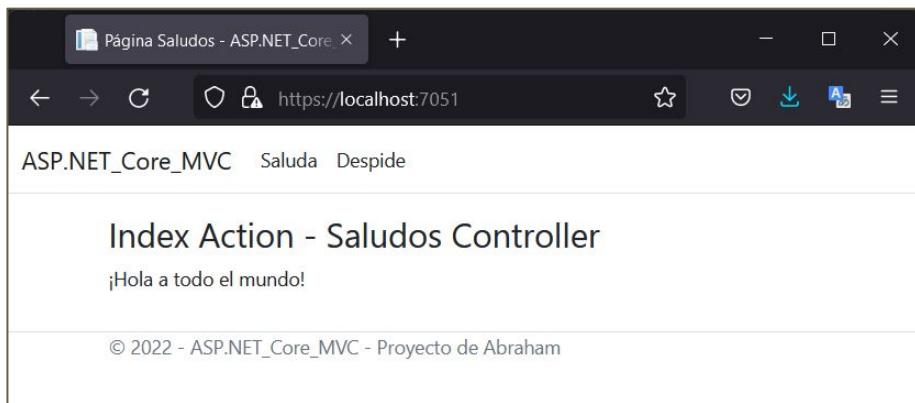 Página Saludos - ASP.NET_Core_
https://localhost:7051
ASP.NET_Core_MVC Saluda Despide
Index Action - Saludos Controller
¡Hola a todo el mundo!
© 2022 - ASP.NET_Core_MVC - Proyecto de Abraham